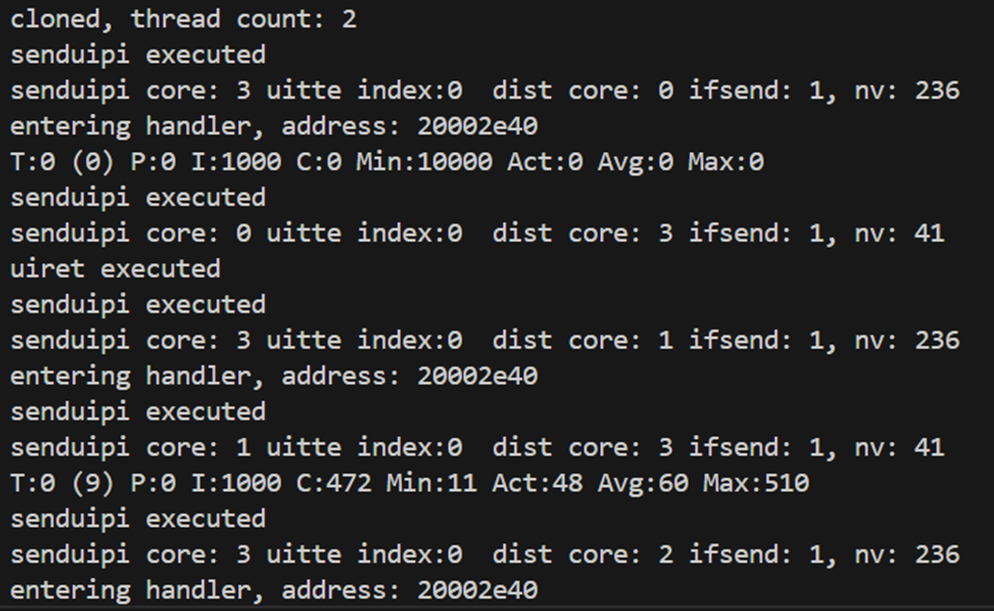 cloned, thread count: 2
senduipi executed
senduipi core: 3 uitte index:0  dist core: 0 ifsend: 1, nv: 236
entering handler, address: 20002e40
T:0 (0) P:0 I:1000 C:0 Min:10000 Act:0 Avg:0 Max:0
senduipi executed
senduipi core: 0 uitte index:0  dist core: 3 ifsend: 1, nv: 41
uiret executed
senduipi executed
senduipi core: 3 uitte index:0  dist core: 1 ifsend: 1, nv: 236
entering handler, address: 20002e40
senduipi executed
senduipi core: 1 uitte index:0  dist core: 3 ifsend: 1, nv: 41
T:0 (9) P:0 I:1000 C:472 Min:11 Act:48 Avg:60 Max:510
senduipi executed
senduipi core: 3 uitte index:0  dist core: 2 ifsend: 1, nv: 236
entering handler, address: 20002e40